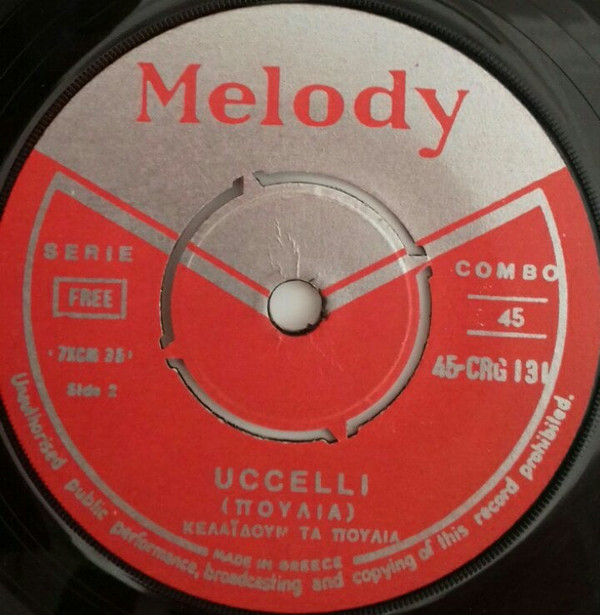 Melody
SERIE
FREE
COMBO
45
7XCM 35
Side 2
45-CRG 131
UCCELLI
(ΠΟΥΛΙΑ)
ΚΕΛΑΪΔΟΥΝ ΤΑ ΠΟΥΛΙΑ
MADE IN GREECE
Unauthorised public performance, broadcasting and copying of this record prohibited.